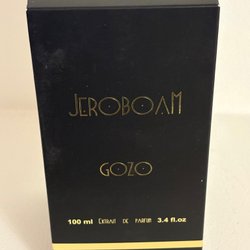 JEROBOAM
GOZO
100 ml EXTRAIT DE PARFUM 3.4 fl.oz